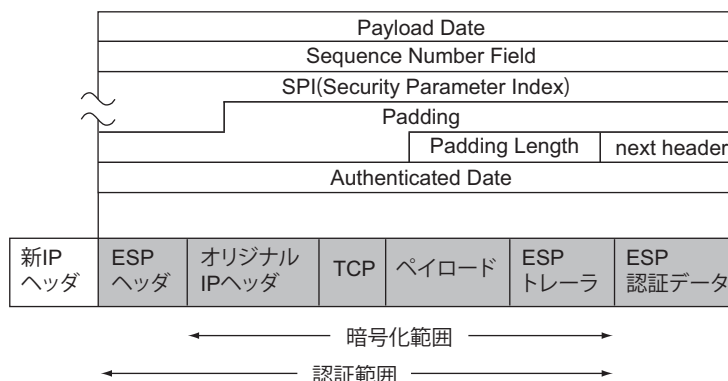 Payload Date
Sequence Number Field
SPI(Security Parameter Index)
Padding
Padding Length next header
Authenticated Date
新IP ESP オリジナル TCP ペイロード ESP ESP
ヘッダ ヘッダ IPヘッダ トレーラ 認証データ
暗号化範囲
認証範囲